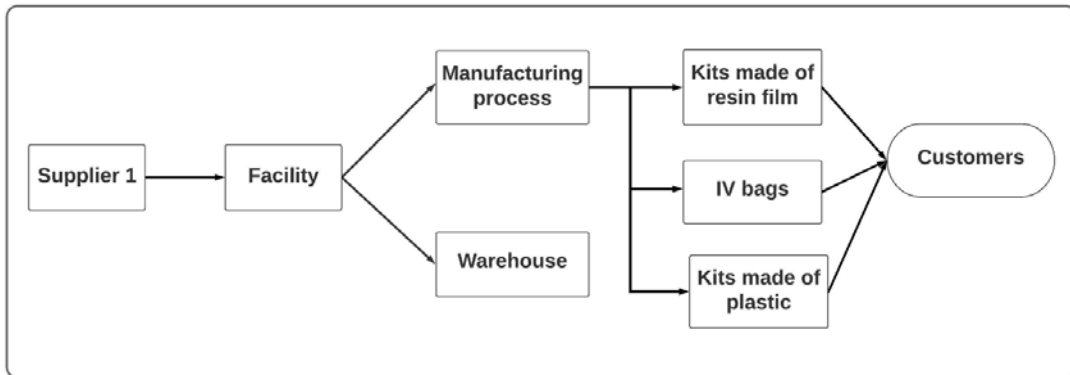 Supplier 1
Facility
Manufacturing
process
Warehouse
Kits made of
resin film
IV bags
Kits made of
plastic
Customers